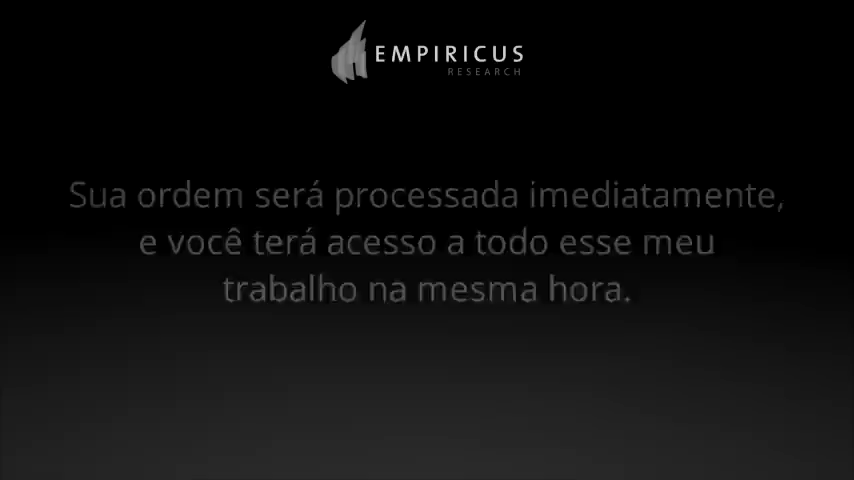 EMPIRICUS
RESEARCH
Sua ordem será processada imediatamente,
e você terá acesso a todo esse meu
trabalho na mesma hora.